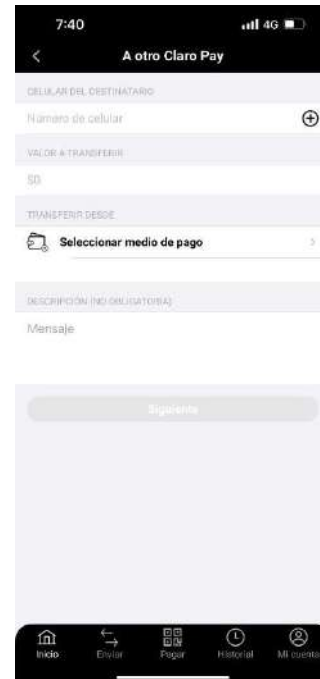 7:40
4G
A otro Claro Pay
CELULAR DEL DESTINATARIO
Número de celular
VALOR A TRANSFERIR
$0
TRANSFERIR DESDE
Seleccionar medio de pago
DESCRIPCIÓN (NO OBLIGATORIA)
Mensaje
Siguiente
Inicio
Enviar
Pagar
Historial
Mi cuenta